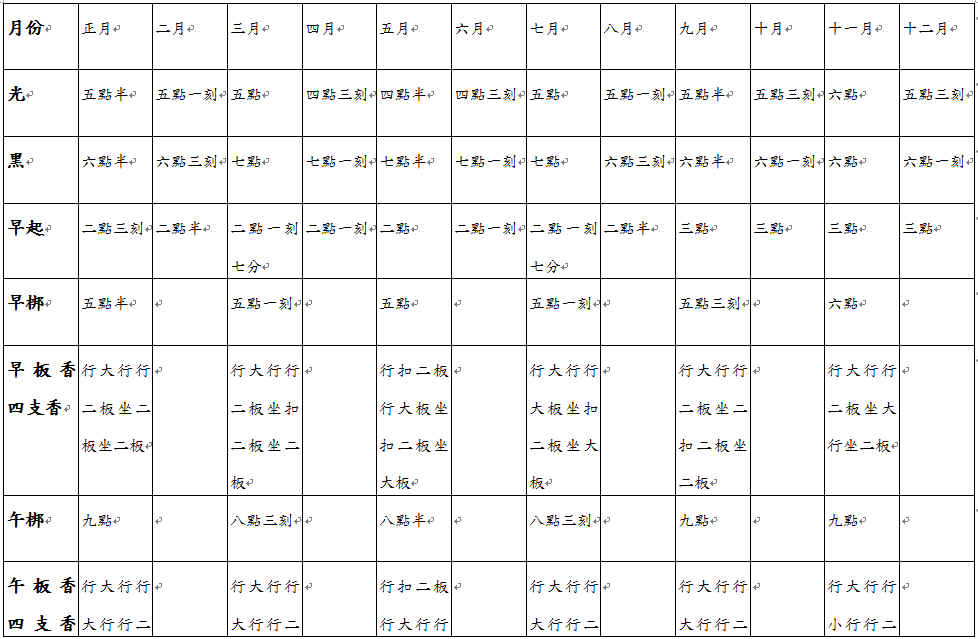 月份 正月 二月 三月 四月 五月 六月 七月 八月 九月 十月 十一月 十二月
光 五點半 五點一刻 五點 四點三刻 四點半 四點三刻 五點 五點一刻 五點半 五點三刻 六點 五點三刻
黑 六點半 六點三刻 七點 七點一刻 七點半 七點一刻 七點 六點三刻 六點半 六點一刻 六點 六點一刻
早起 二點三刻 二點半 二點一刻 二點一刻 二點 二點一刻 二點一刻 二點半 三點 三點 三點 三點
七分 七分
早梆 五點半 五點一刻 五點 五點一刻 五點三刻 六點
早板香 行大行行 行大行行 行扣二板 行大行行 行大行行 行大行行
四支香 二板坐二 二板坐扣 行大板坐 大板坐扣 二板坐二 二板坐大
板坐二板 二板坐二 扣二板坐 二板坐大 扣二板坐 行坐二板
板 大板 板 二板
午梆 九點 八點三刻 八點半 八點三刻 九點 九點
午板香 行大行行 行大行行 行扣二板 行大行行 行大行行 行大行行
四支香 大行行二 大行行二 行大行行 大行行二 大行行二 小行行二